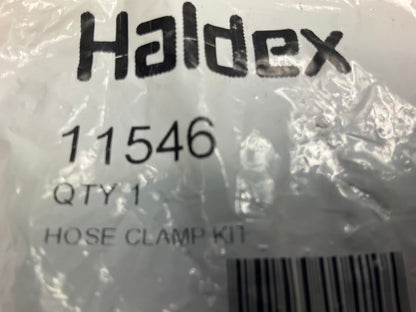 Haldex
11546
QTY 1
HOSE CLAMP KIT